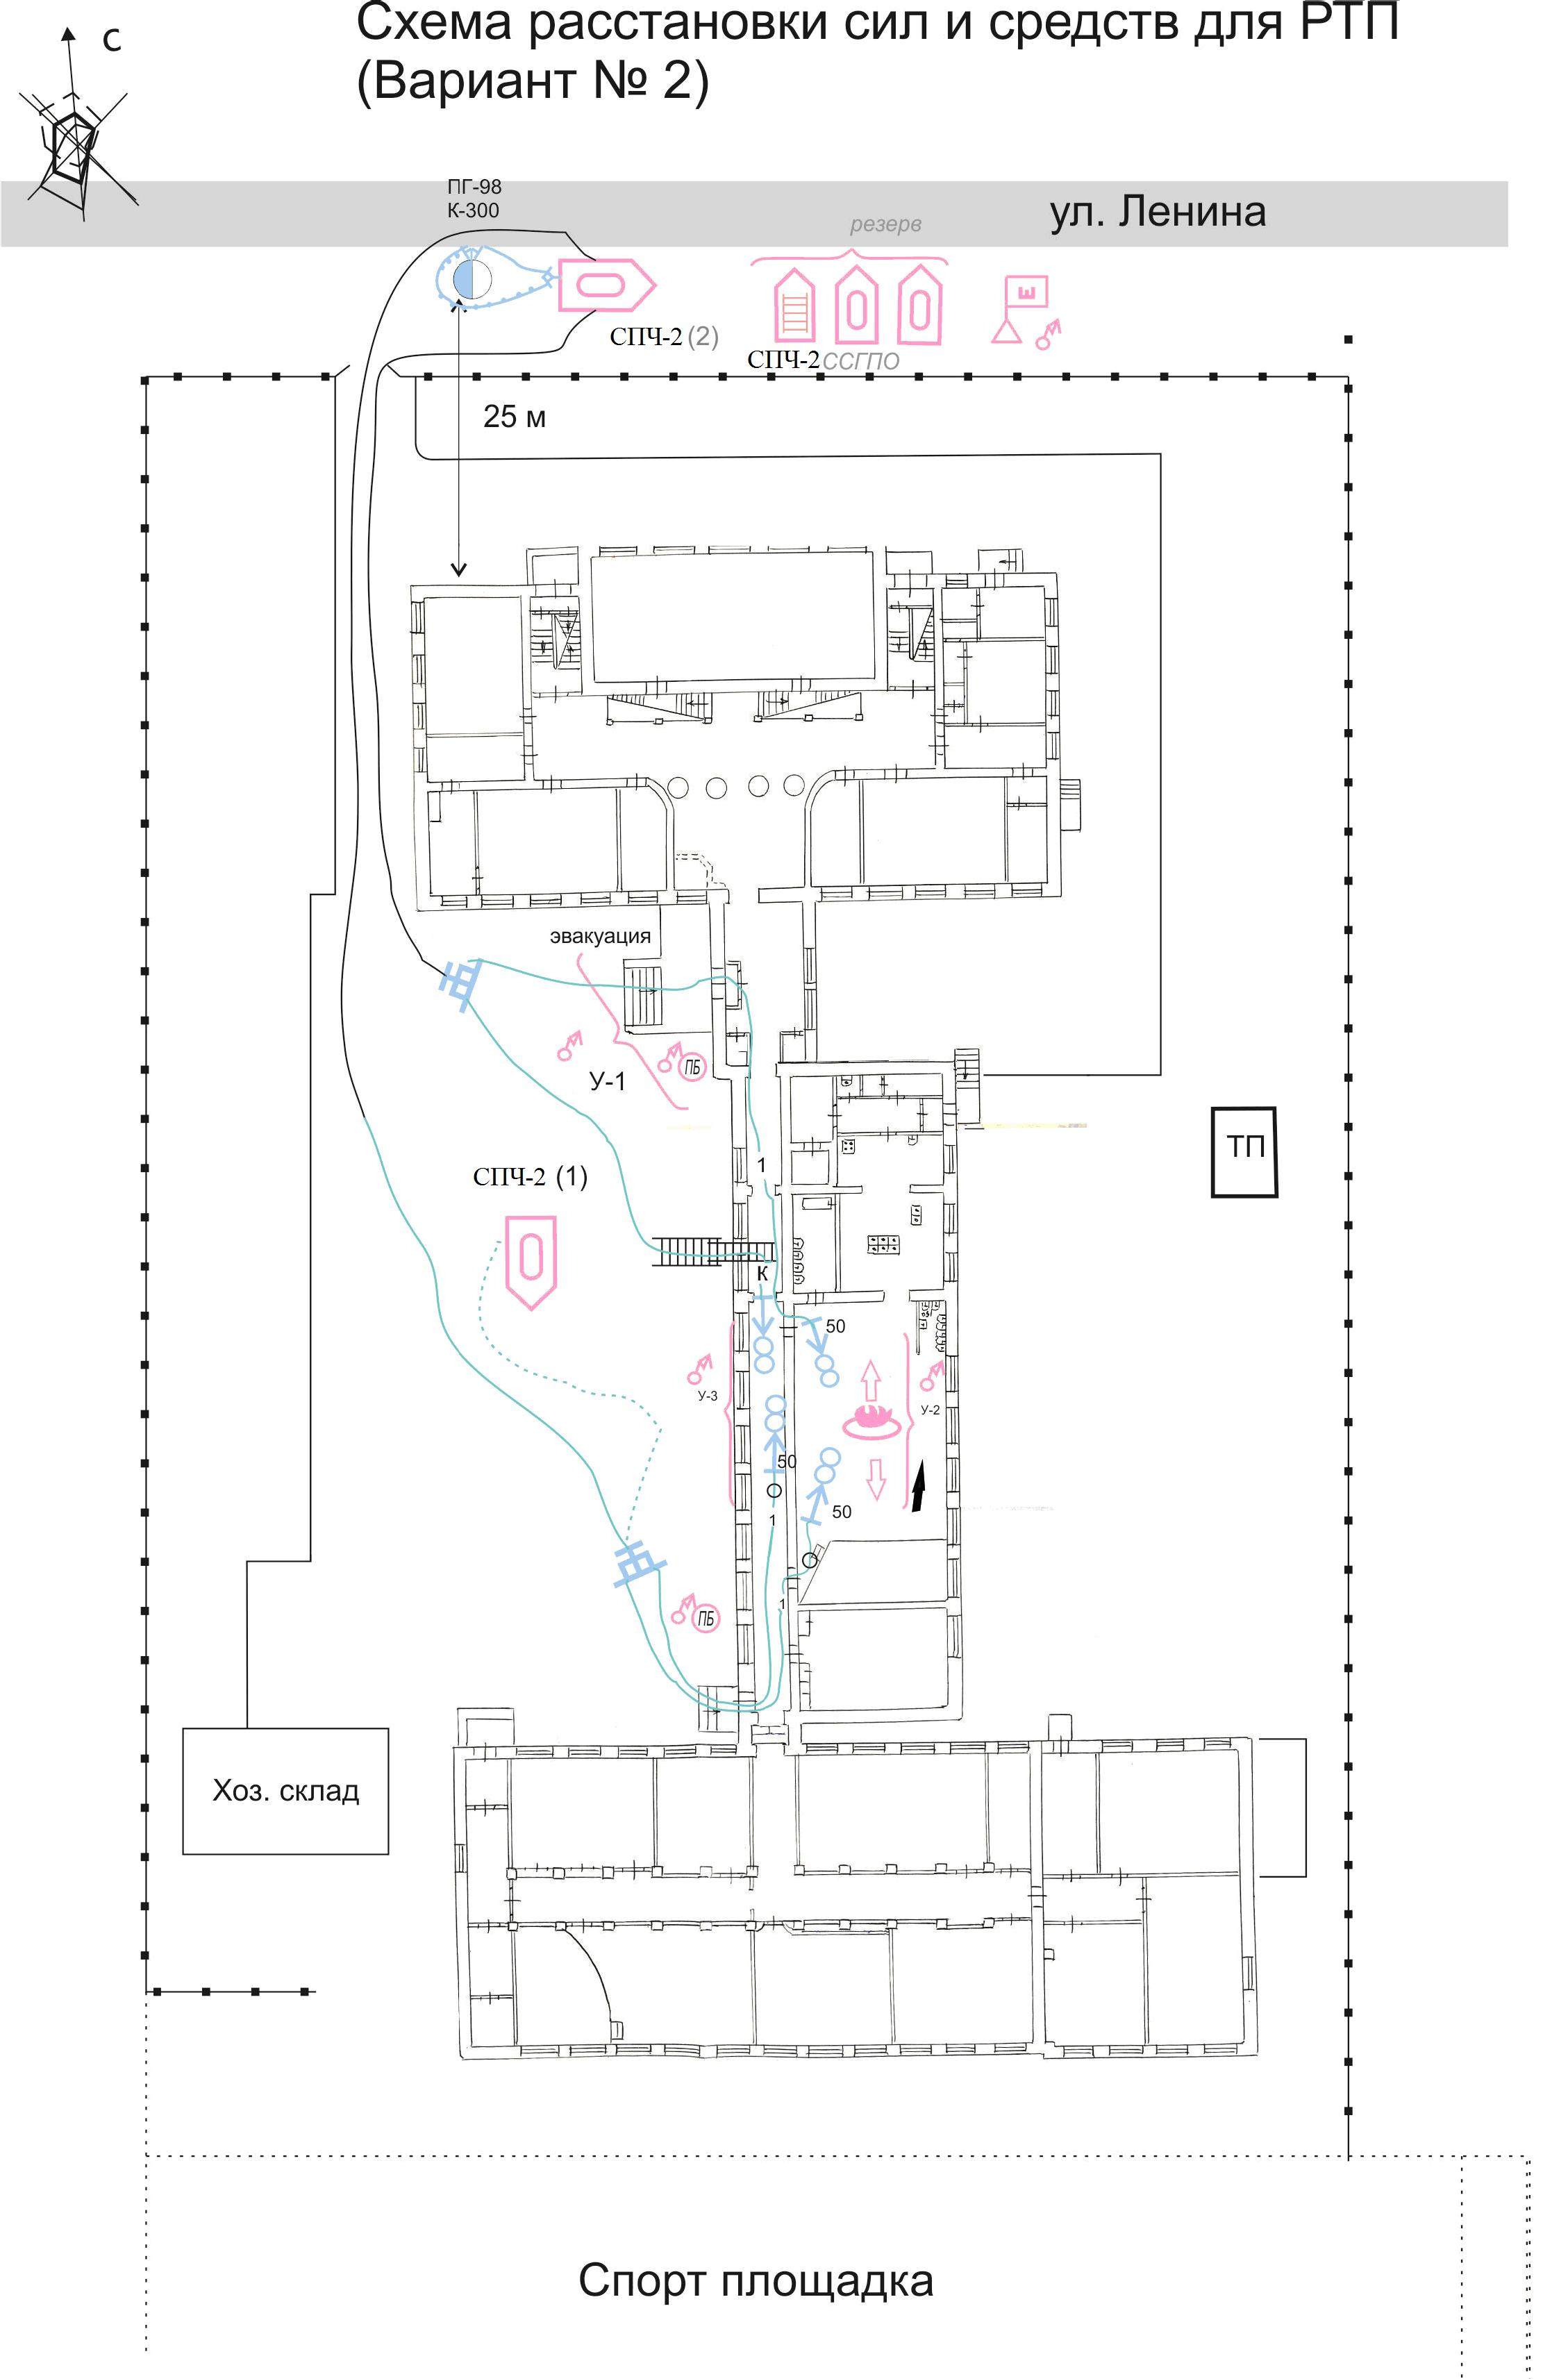 Схема расстановки сил и средств для РТП
(Вариант № 2)
С
ПГ-98
К-300
ул. Ленина
резерв
Ш
СПЧ-2 (2)
СПЧ-2 ССГПО
25 м
эвакуация
ПБ
У-1
1
ТП
СПЧ-2 (1)
К
50
У-3
У-2
50
50
1
1
ПБ
Хоз. склад
Спорт площадка